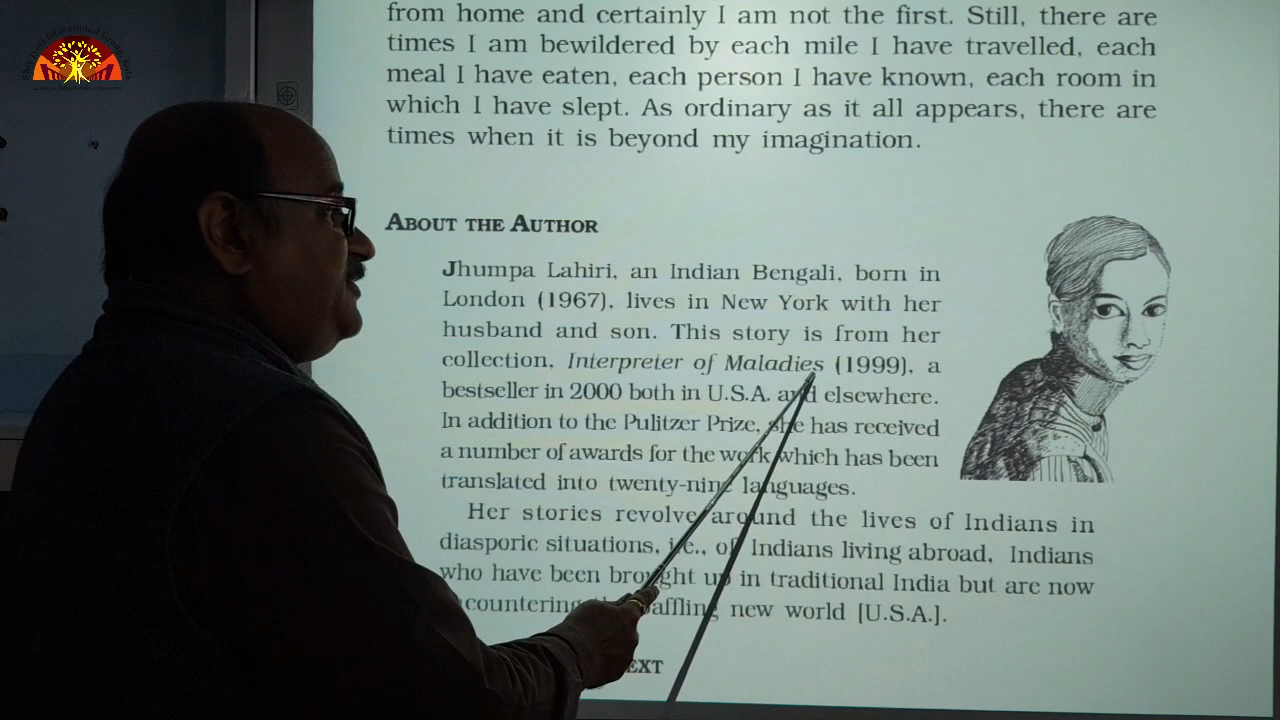 from home and certainly I am not the first. Still, there are
times I am bewildered by each mile I have travelled, each
meal I have eaten, each person I have known, each room in
which I have slept. As ordinary as it all appears, there are
times when it is beyond my imagination.
ABOUT THE AUTHOR
Jhumpa Lahiri, an Indian Bengali, born in
London (1967), lives in New York with her
husband and son. This story is from her
collection, Interpreter of Maladies (1999), a
bestseller in 2000 both in U.S.A. and elsewhere.
In addition to the Pulitzer Prize, she has received
a number of awards for the work which has been
translated into twenty-nine languages.
Her stories revolve around the lives of Indians in
diasporic situations, i.e., of Indians living abroad, Indians
who have been brought up in traditional India but are now
new world [U.S.A.].